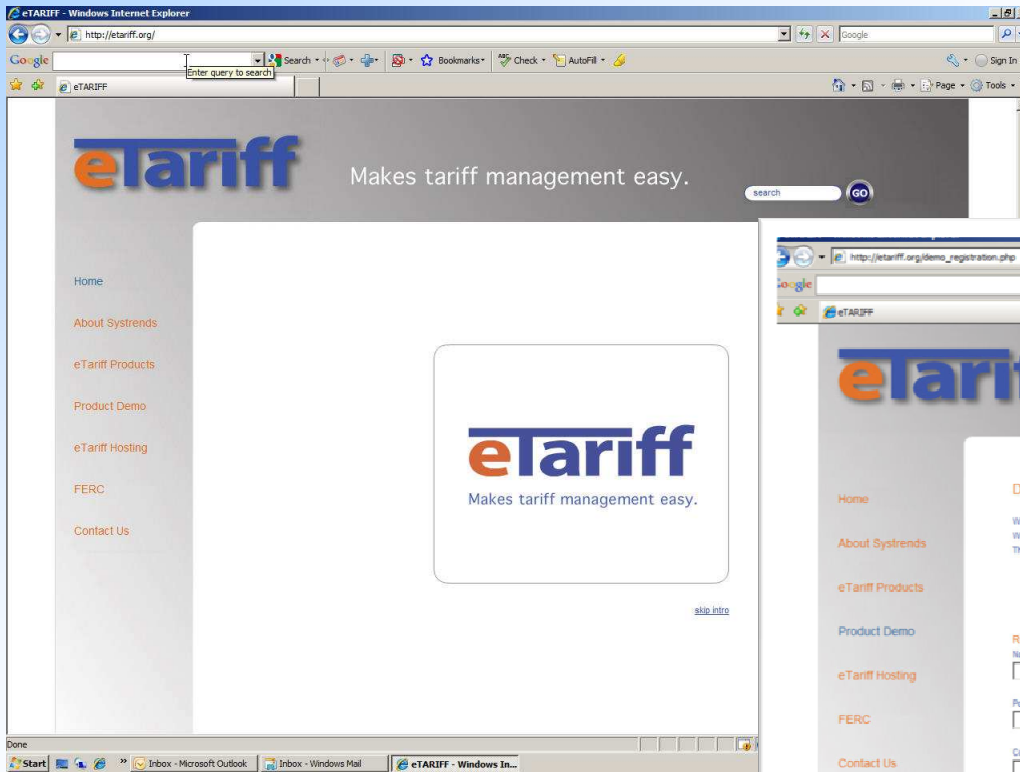 eTARIFF - Windows Internet Explorer
http://etariff.org/
Google
Google Search Bookmarks Check AutoFill Sign In
Enter query to search
eTARIFF Page Tools
eTariff
Makes tariff management easy.
search GO
Home
About Systrends
eTariff Products
Product Demo
eTariff Hosting
FERC
Contact Us
eTariff
Makes tariff management easy.
skip intro
http://etariff.org/demo_registration.php
eTARIFF
Home
About Systrends
eTariff Products
Product Demo
eTariff Hosting
FERC
Contact Us
Done
Start Inbox - Microsoft Outlook Inbox - Windows Mail eTARIFF - Windows In...